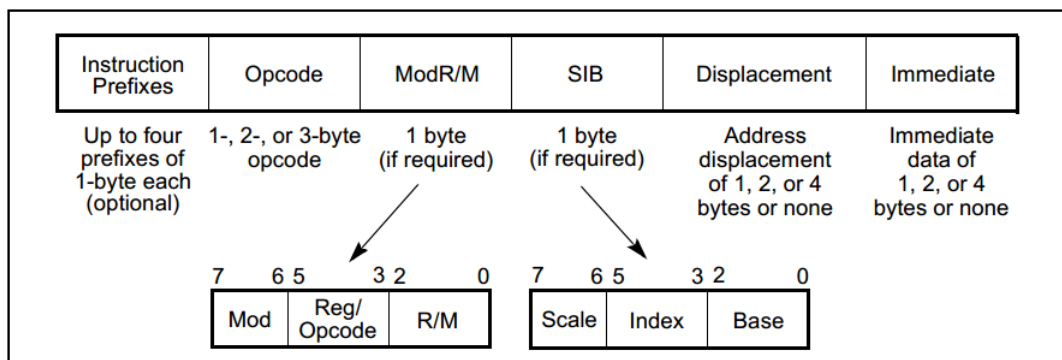 Instruction Prefixes
Opcode
ModR/M
SIB
Displacement
Immediate
Up to four prefixes of 1-byte each (optional)
1-, 2-, or 3-byte opcode
1 byte (if required)
1 byte (if required)
Address displacement of 1, 2, or 4 bytes or none
Immediate data of 1, 2, or 4 bytes or none
7 6 5 3 2 0
Mod
Reg/Opcode
R/M
7 6 5 3 2 0
Scale
Index
Base